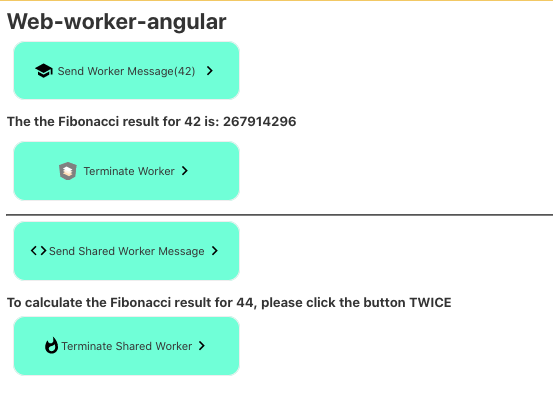 Web-worker-angular
Send Worker Message(42)
The the Fibonacci result for 42 is: 267914296
Terminate Worker
Send Shared Worker Message
To calculate the Fibonacci result for 44, please click the button TWICE
Terminate Shared Worker